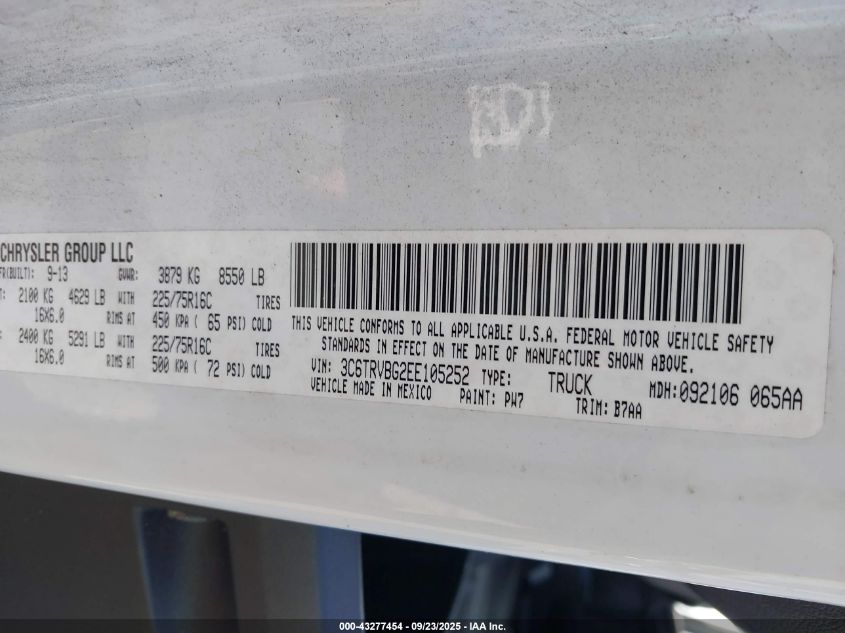 CHRYSLER GROUP LLC
FR(BUILT): 9-13 GVWR: 3879 KG 8550 LB
T: 2100 KG 4629 LB WITH 225/75R16C TIRES
16X6.0 RIMS AT 450 KPA ( 65 PSI) COLD
: 2400 KG 5291 LB WITH 225/75R16C TIRES
16X6.0 RIMS AT 500 KPA ( 72 PSI) COLD
THIS VEHICLE CONFORMS TO ALL APPLICABLE U.S.A. FEDERAL MOTOR VEHICLE SAFETY
STANDARDS IN EFFECT ON THE DATE OF MANUFACTURE SHOWN ABOVE.
VIN: 3C6TRVBG2EE105252 TYPE: TRUCK MDH:092106 065AA
VEHICLE MADE IN MEXICO PAINT: PW7 TRIM: B7AA
000-43277454 - 09/23/2025 - IAA Inc.